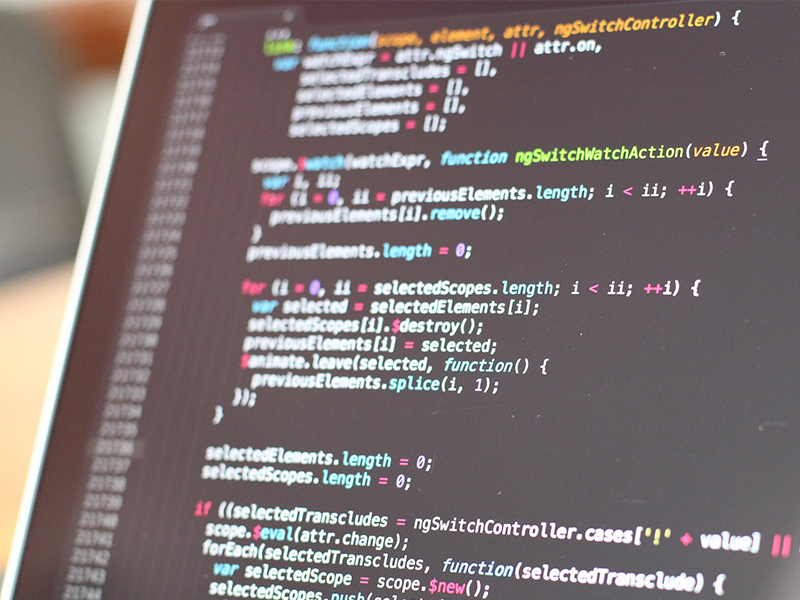 link: function(scope, element, attr, ngSwitchController) {
var watchExpr = attr.ngSwitch || attr.on,
selectedTranscludes = [],
selectedElements = [],
previousElements = [],
selectedScopes = [];
scope.$watch(watchExpr, function ngSwitchWatchAction(value) {
var i, ii;
for (i = 0, ii = previousElements.length; i < ii; ++i) {
previousElements[i].remove();
}
previousElements.length = 0;
for (i = 0, ii = selectedScopes.length; i < ii; ++i) {
var selected = selectedElements[i];
selectedScopes[i].$destroy();
previousElements[i] = selected;
$animate.leave(selected, function() {
previousElements.splice(i, 1);
});
}
selectedElements.length = 0;
selectedScopes.length = 0;
if ((selectedTranscludes = ngSwitchController.cases['!' + value] ||
scope.$eval(attr.change);
forEach(selectedTranscludes, function(selectedTransclude) {
var selectedScope = scope.$new();
selectedScopes.push(